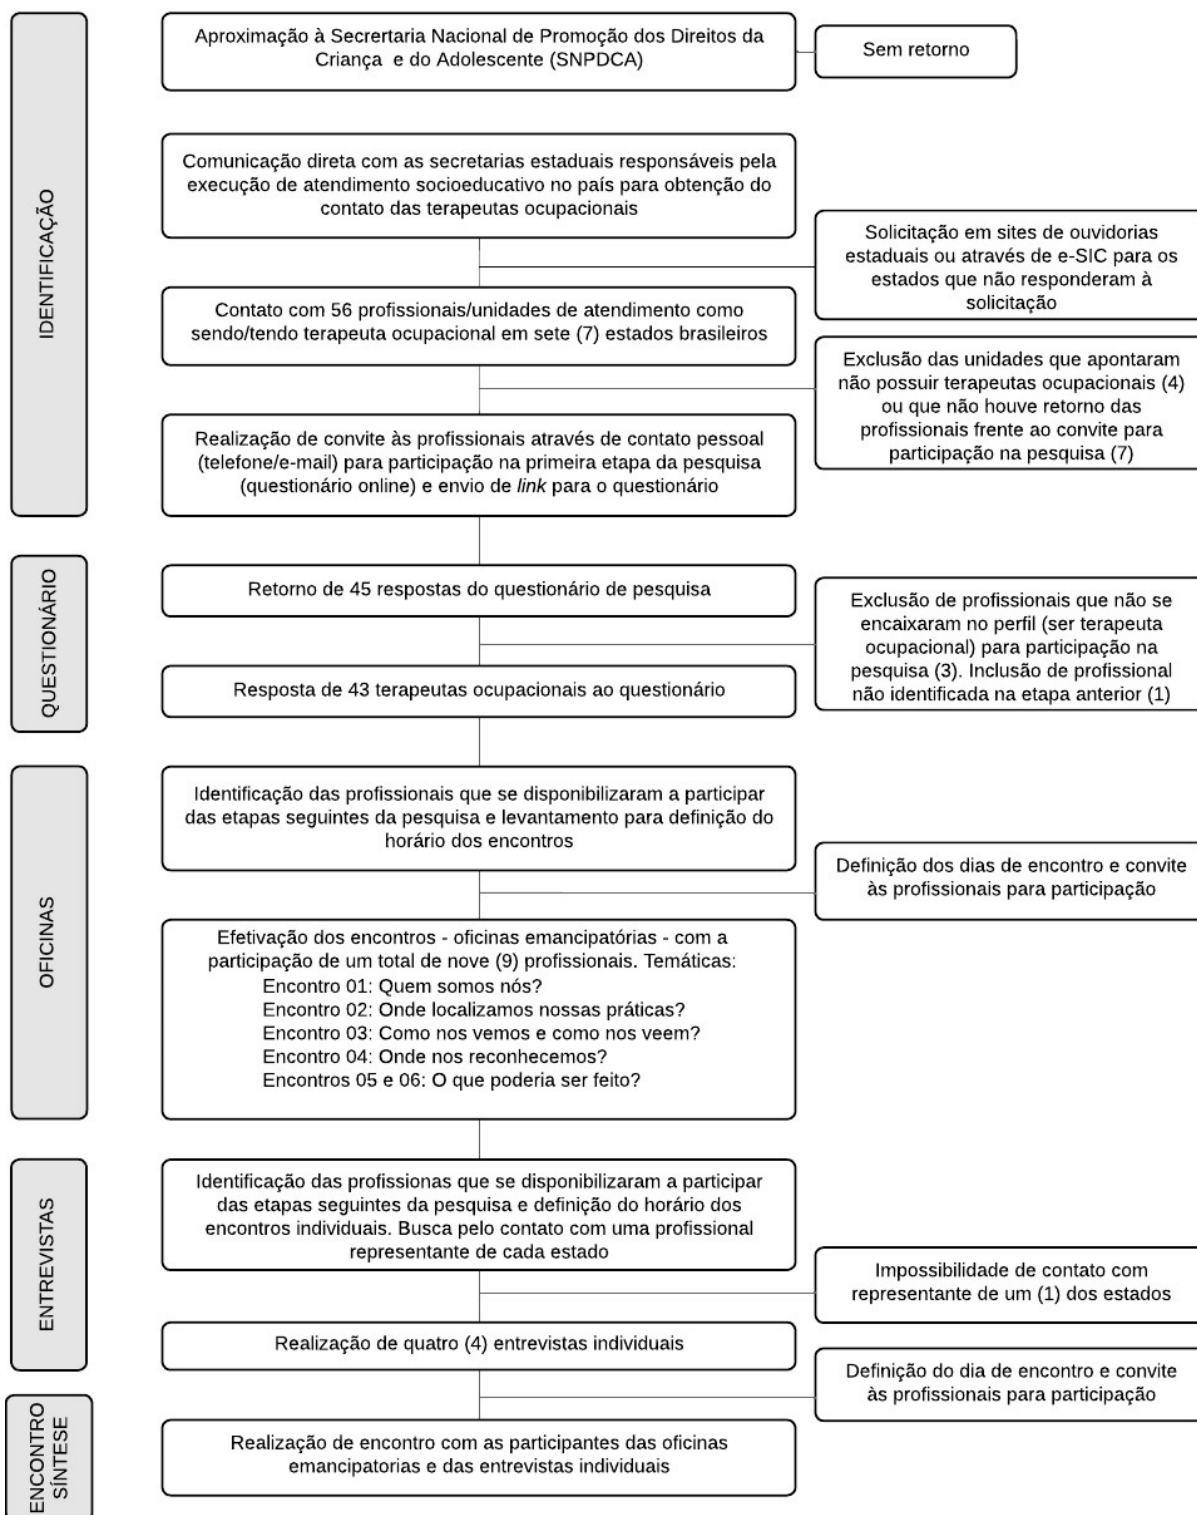 IDENTIFICAÇÃO
Aproximação à Secrertaria Nacional de Promoção dos Direitos da
Criança e do Adolescente (SNPDCA)
Sem retorno
Comunicação direta com as secretarias estaduais responsáveis pela
execução de atendimento socioeducativo no país para obtenção do
contato das terapeutas ocupacionais
Solicitação em sites de ouvidorias
estaduais ou através de e-SIC para os
estados que não responderam à
solicitação
Contato com 56 profissionais/unidades de atendimento como
sendo/tendo terapeuta ocupacional em sete (7) estados brasileiros
Exclusão das unidades que apontaram
não possuir terapeutas ocupacionais (4)
ou que não houve retorno das
profissionais frente ao convite para
participação na pesquisa (7)
Realização de convite às profissionais através de contato pessoal
(telefone/e-mail) para participação na primeira etapa da pesquisa
(questionário online) e envio de link para o questionário
QUESTIONÁRIO
Retorno de 45 respostas do questionário de pesquisa
Exclusão de profissionais que não se
encaixaram no perfil (ser terapeuta
ocupacional) para participação na
pesquisa (3). Inclusão de profissional
não identificada na etapa anterior (1)
Resposta de 43 terapeutas ocupacionais ao questionário
OFICINAS
Identificação das profissionais que se disponibilizaram a participar
das etapas seguintes da pesquisa e levantamento para definição do
horário dos encontros
Definição dos dias de encontro e convite
às profissionais para participação
Efetivação dos encontros - oficinas emancipatórias - com a
participação de um total de nove (9) profissionais. Temáticas:
Encontro 01: Quem somos nós?
Encontro 02: Onde localizamos nossas práticas?
Encontro 03: Como nos vemos e como nos veem?
Encontro 04: Onde nos reconhecemos?
Encontros 05 e 06: O que poderia ser feito?
ENTREVISTAS
Identificação das profissionas que se disponibilizaram a participar
das etapas seguintes da pesquisa e definição do horário dos
encontros individuais. Busca pelo contato com uma profissional
representante de cada estado
Impossibilidade de contato com
representante de um (1) dos estados
Realização de quatro (4) entrevistas individuais
Definição do dia de encontro e convite
às profissionais para participação
ENCONTRO
SÍNTESE
Realização de encontro com as participantes das oficinas
emancipatorias e das entrevistas individuais